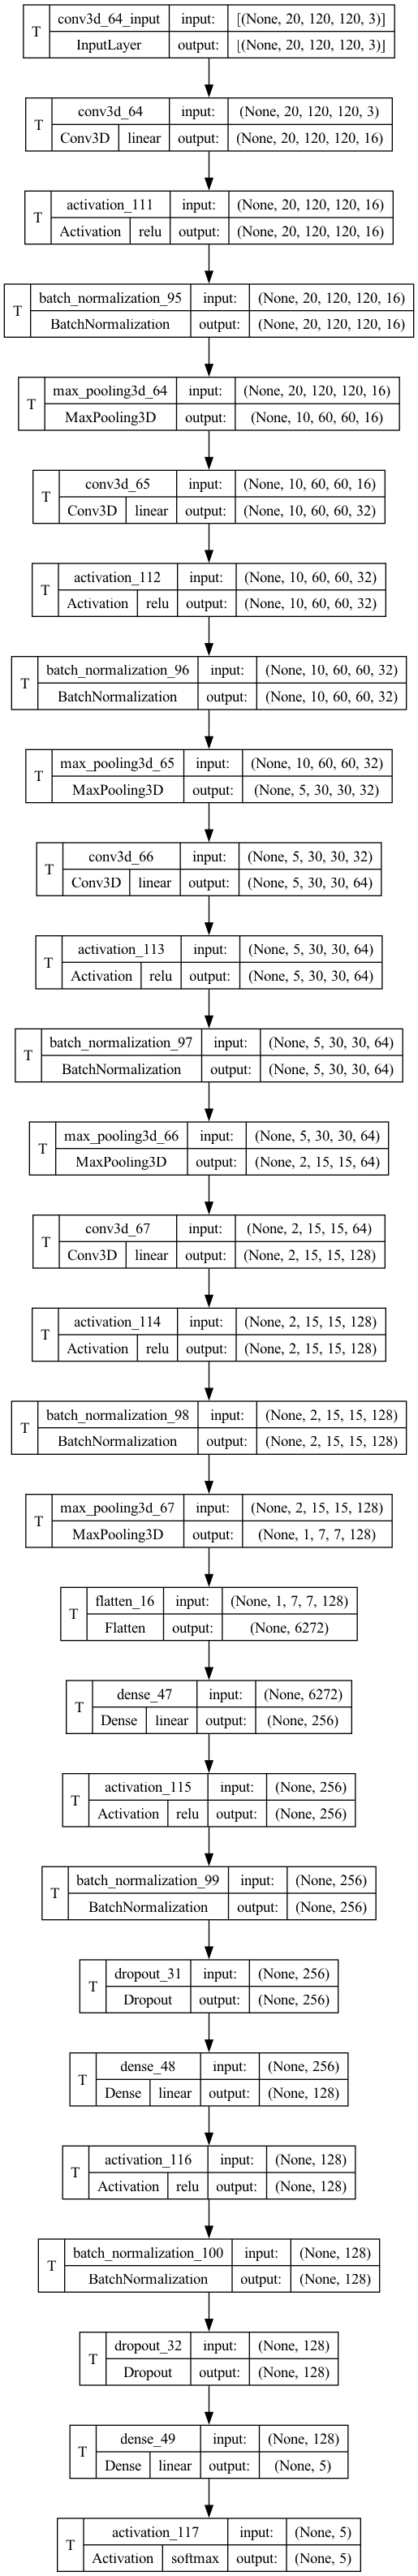 T conv3d_64_input input: [(None, 20, 120, 120, 3)]
InputLayer output: [(None, 20, 120, 120, 3)]
T conv3d_64 input: (None, 20, 120, 120, 3)
Conv3D linear output: (None, 20, 120, 120, 16)
T activation_111 input: (None, 20, 120, 120, 16)
Activation relu output: (None, 20, 120, 120, 16)
T batch_normalization_95 input: (None, 20, 120, 120, 16)
BatchNormalization output: (None, 20, 120, 120, 16)
T max_pooling3d_64 input: (None, 20, 120, 120, 16)
MaxPooling3D output: (None, 10, 60, 60, 16)
T conv3d_65 input: (None, 10, 60, 60, 16)
Conv3D linear output: (None, 10, 60, 60, 32)
T activation_112 input: (None, 10, 60, 60, 32)
Activation relu output: (None, 10, 60, 60, 32)
T batch_normalization_96 input: (None, 10, 60, 60, 32)
BatchNormalization output: (None, 10, 60, 60, 32)
T max_pooling3d_65 input: (None, 10, 60, 60, 32)
MaxPooling3D output: (None, 5, 30, 30, 32)
T conv3d_66 input: (None, 5, 30, 30, 32)
Conv3D linear output: (None, 5, 30, 30, 64)
T activation_113 input: (None, 5, 30, 30, 64)
Activation relu output: (None, 5, 30, 30, 64)
T batch_normalization_97 input: (None, 5, 30, 30, 64)
BatchNormalization output: (None, 5, 30, 30, 64)
T max_pooling3d_66 input: (None, 5, 30, 30, 64)
MaxPooling3D output: (None, 2, 15, 15, 64)
T conv3d_67 input: (None, 2, 15, 15, 64)
Conv3D linear output: (None, 2, 15, 15, 128)
T activation_114 input: (None, 2, 15, 15, 128)
Activation relu output: (None, 2, 15, 15, 128)
T batch_normalization_98 input: (None, 2, 15, 15, 128)
BatchNormalization output: (None, 2, 15, 15, 128)
T max_pooling3d_67 input: (None, 2, 15, 15, 128)
MaxPooling3D output: (None, 1, 7, 7, 128)
T flatten_16 input: (None, 1, 7, 7, 128)
Flatten output: (None, 6272)
T dense_47 input: (None, 6272)
Dense linear output: (None, 256)
T activation_115 input: (None, 256)
Activation relu output: (None, 256)
T batch_normalization_99 input: (None, 256)
BatchNormalization output: (None, 256)
T dropout_31 input: (None, 256)
Dropout output: (None, 256)
T dense_48 input: (None, 256)
Dense linear output: (None, 128)
T activation_116 input: (None, 128)
Activation relu output: (None, 128)
T batch_normalization_100 input: (None, 128)
BatchNormalization output: (None, 128)
T dropout_32 input: (None, 128)
Dropout output: (None, 128)
T dense_49 input: (None, 128)
Dense linear output: (None, 5)
T activation_117 input: (None, 5)
Activation softmax output: (None, 5)